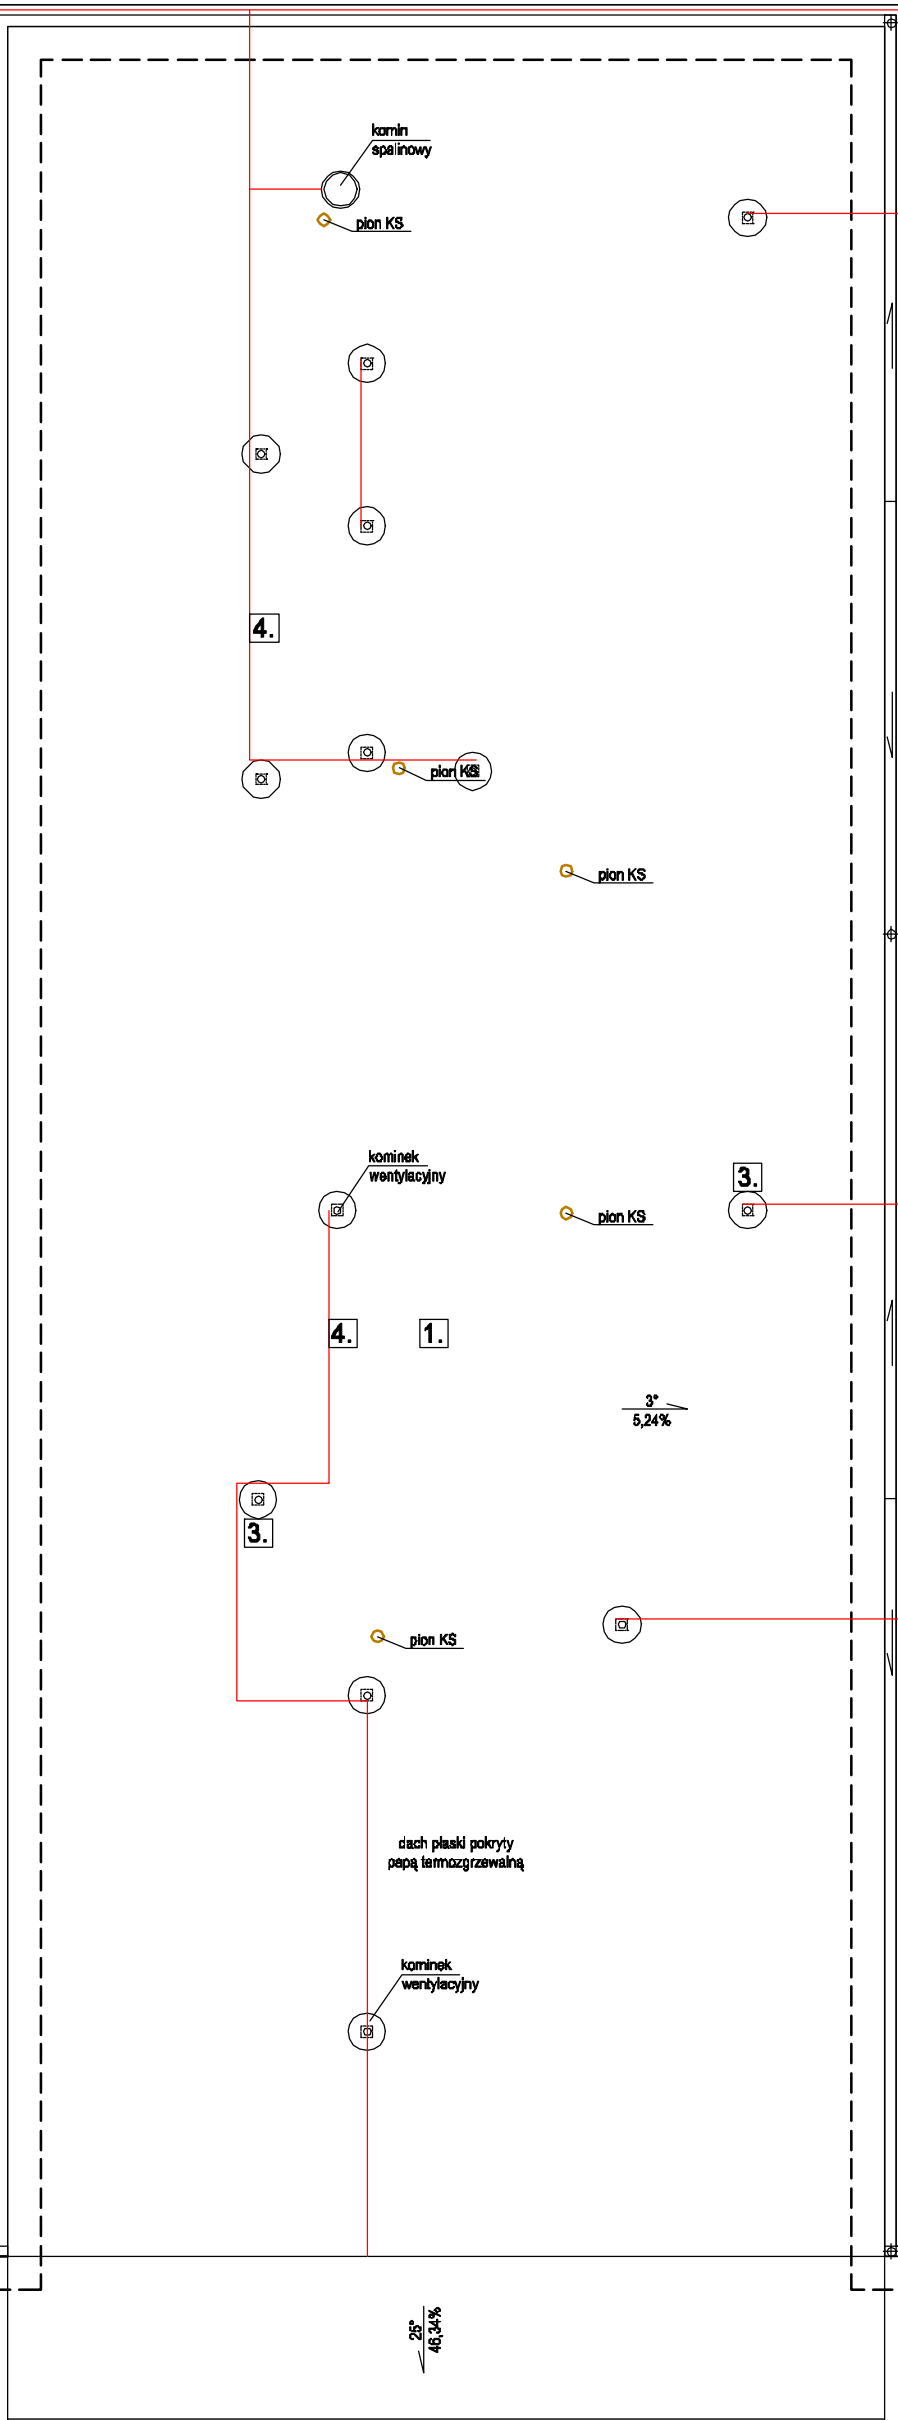 komin
spalinowy
pion KS
4.
pion KS
pion KS
kominek
wentylacyjny
3.
pion KS
4.
1.
3°
5,24%
3.
pion KS
dach płaski pokryty
papą termozgrzewalną
kominek
wentylacyjny
25°
46,34%